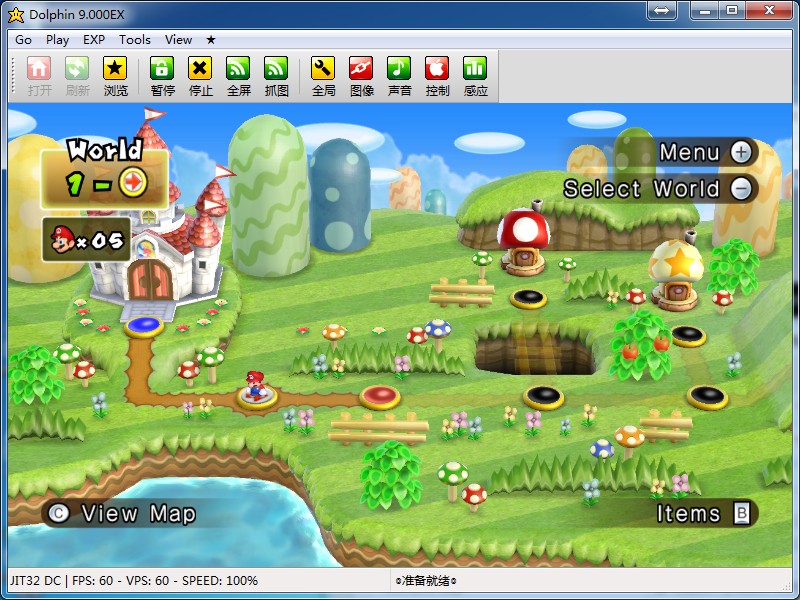 Dolphin 9.000EX
Go Play EXP Tools View ★
打开 刷新 浏览 暂停 停止 全屏 抓图 全局 图像 声音 控制 感应
World
1 -
× 05
Menu +
Select World −
C View Map
Items B
JIT32 DC | FPS: 60 - VPS: 60 - SPEED: 100%
¤准备就绪¤